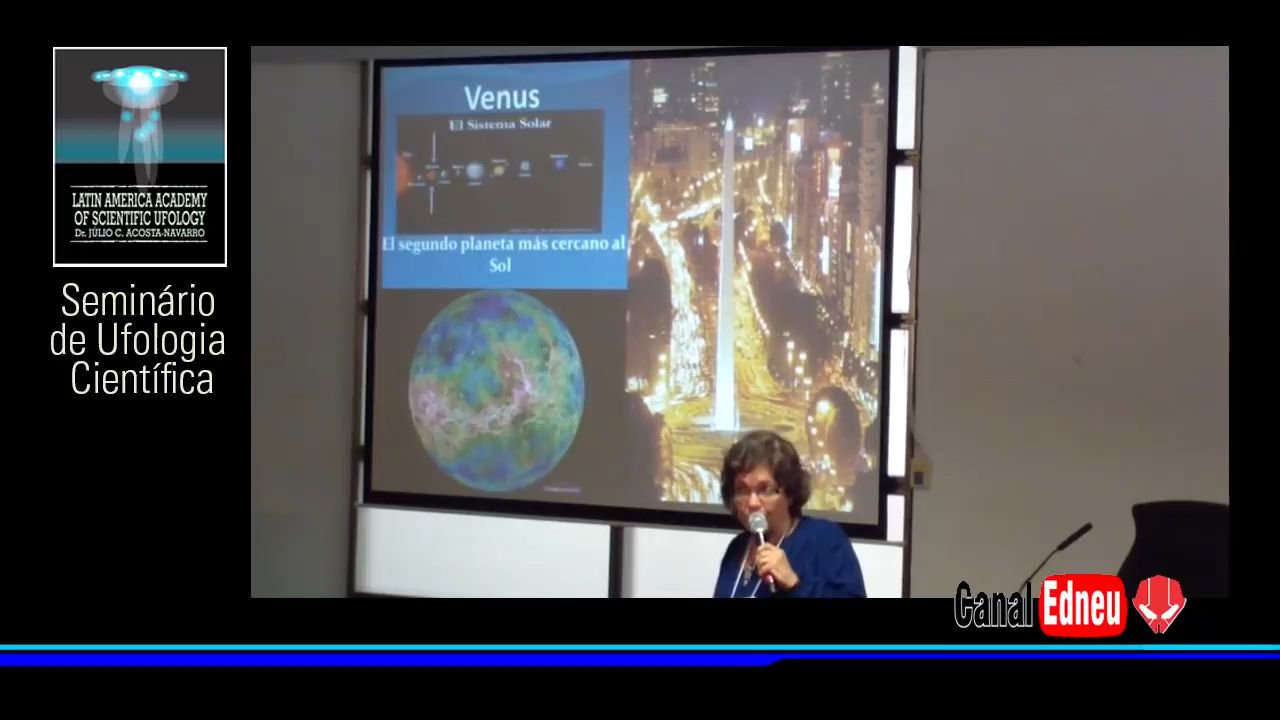 LATIN AMERICA ACADEMY
OF SCIENTIFIC UFOLOGY
Dr. JÚLIO C. ACOSTA-NAVARRO
Seminário
de Ufologia
Científica
Venus
El Sistema Solar
El segundo planeta más cercano al
Sol
Canal Edneu